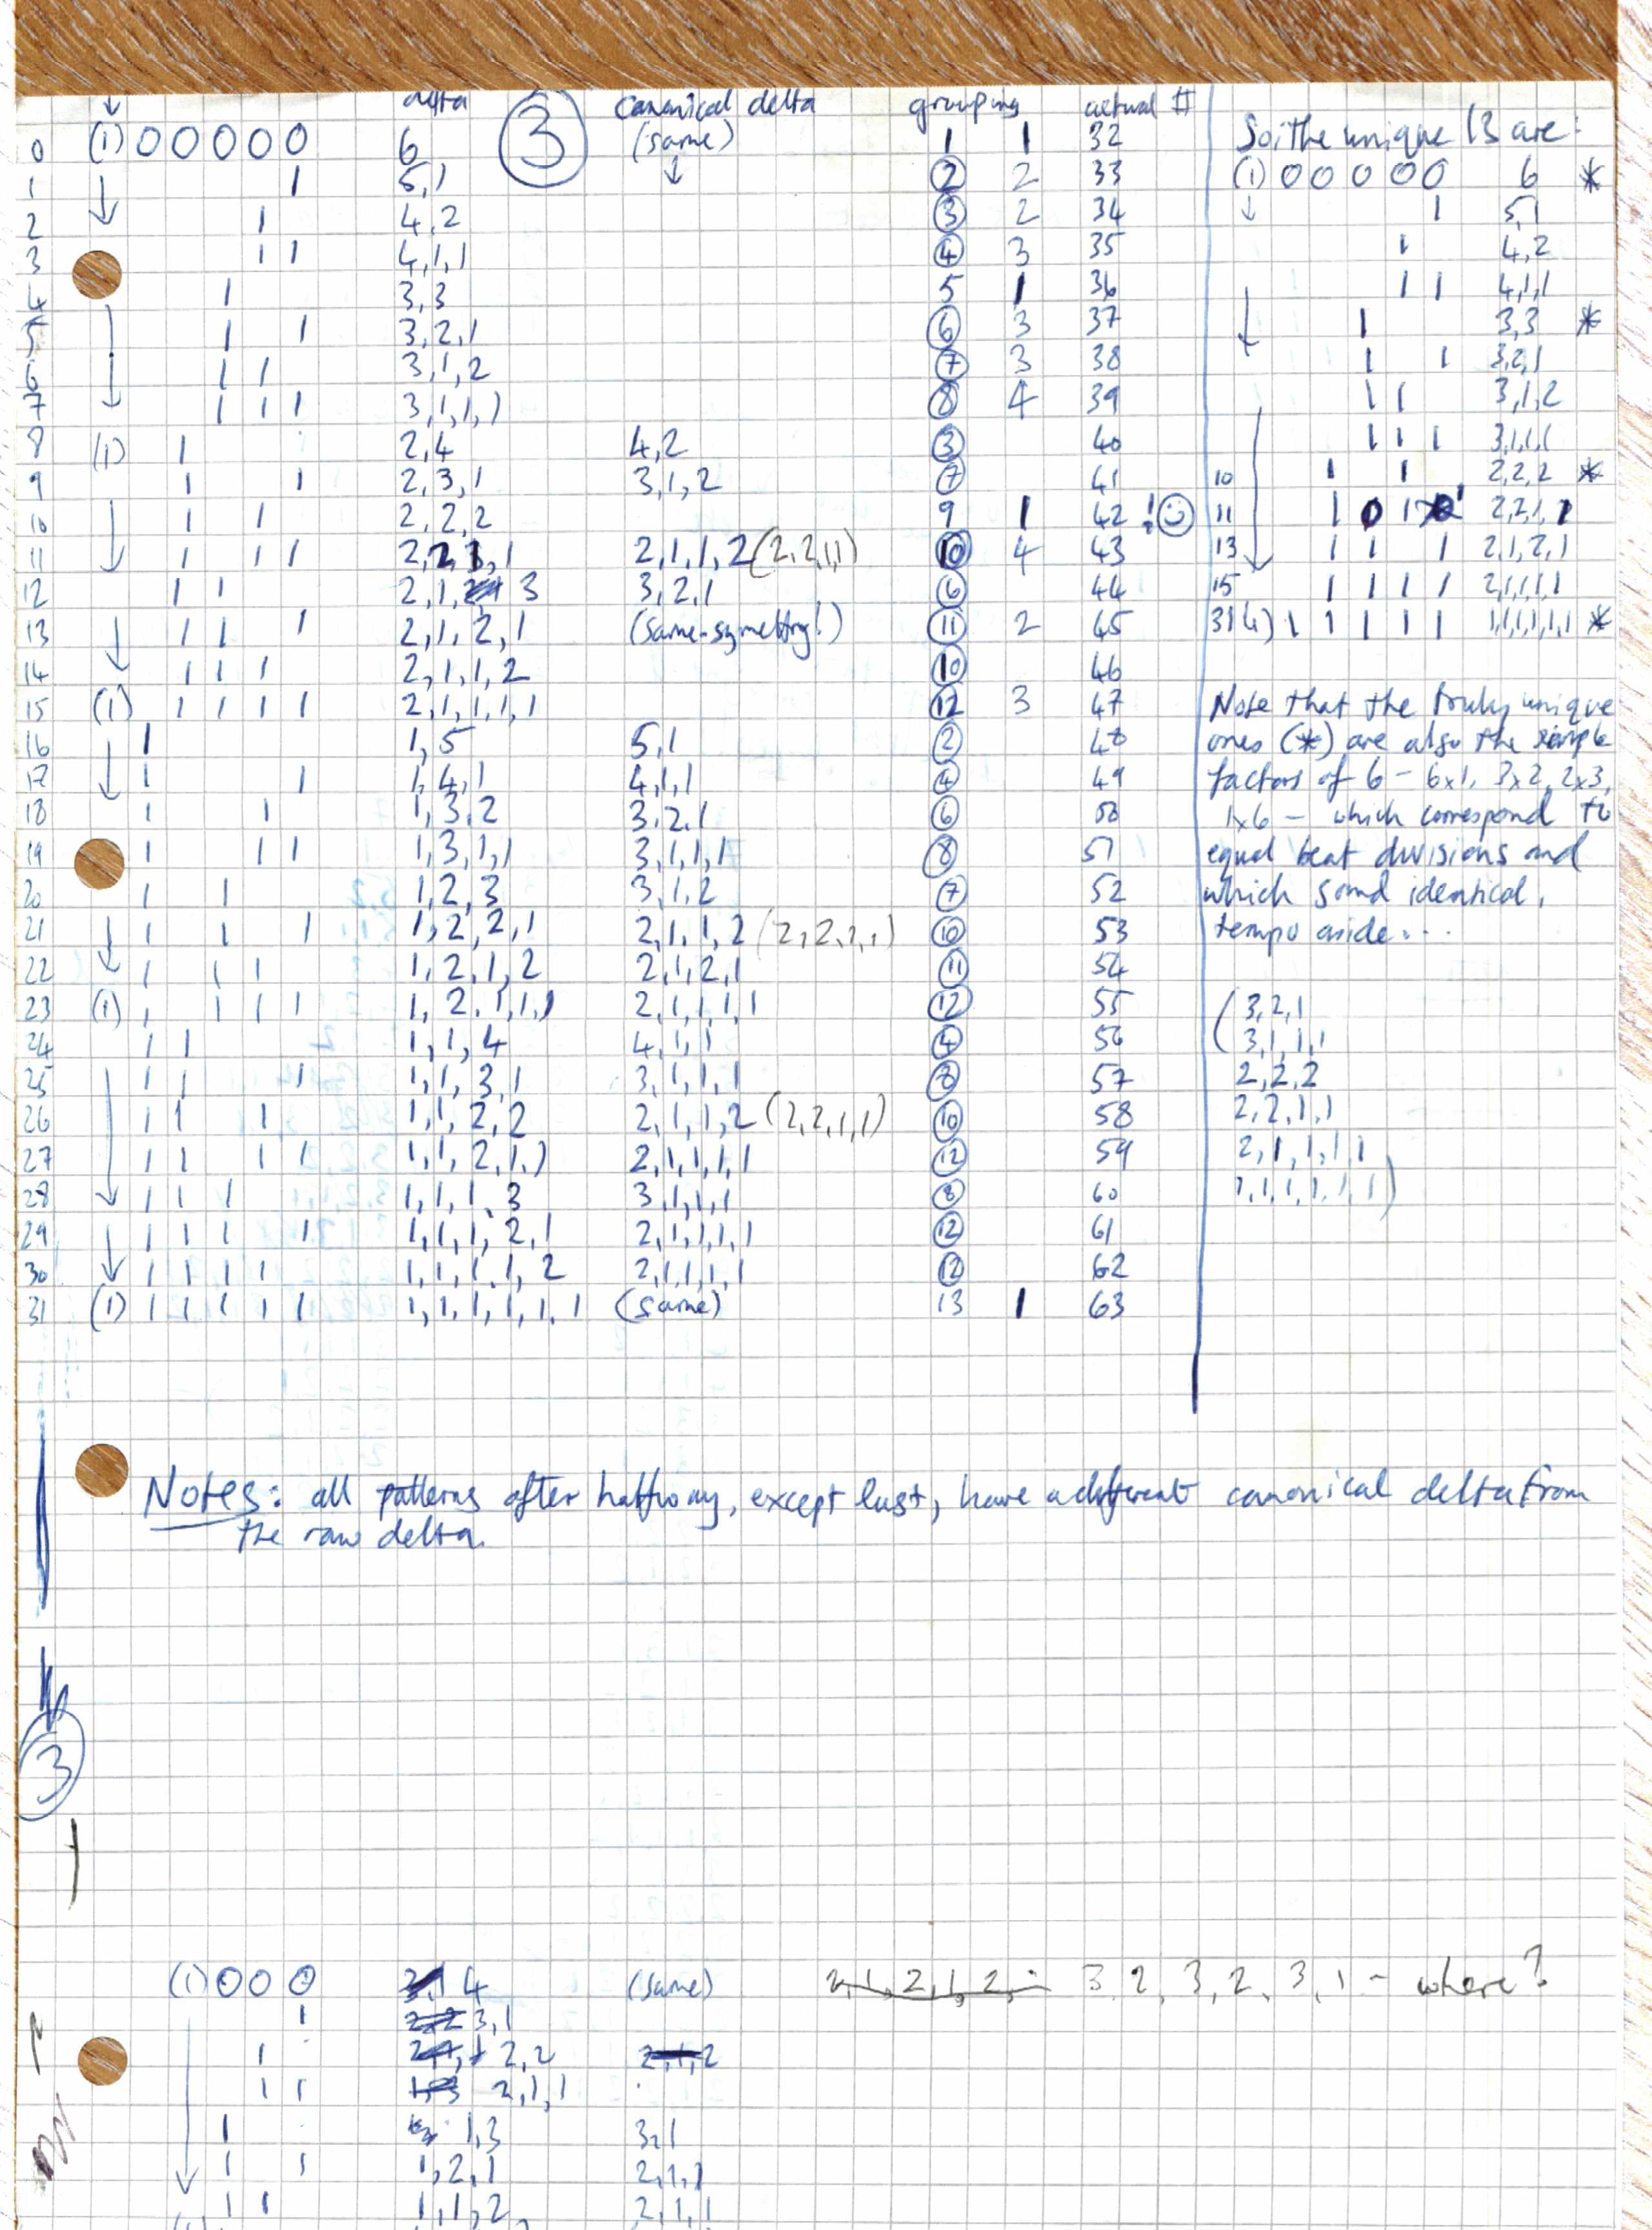 ↓ delta ③ canonical delta grouping actual #
0 (1) 0 0 0 0 0 6 (same) 1 1 32
1 1 5,1 ↓ ② 2 33
2 1 4,2 ③ 2 34
3 1 1 4,1,1 ④ 3 35
4 1 3,3 5 1 36
5 1 1 3,2,1 ⑥ 3 37
6 1 1 3,1,2 ⑦ 3 38
7 1 1 1 3,1,1,1 ⑧ 4 39
8 (1) 1 2,4 4,2 ③ 40
9 1 1 2,3,1 3,1,2 ⑦ 41
10 1 1 2,2,2 9 1 42 !☺
11 1 1 1 2,2,1,1 2,1,1,2 (2,2,1,1) ⑩ 4 43
12 1 1 2,1,3 3,2,1 ⑥ 44
13 1 1 1 2,1,2,1 (same-symettry!) ⑪ 2 45
14 1 1 1 2,1,1,2 ⑩ 46
15 (1) 1 1 1 1 2,1,1,1,1 ⑫ 3 47
16 1 1,5 5,1 ② 48
17 1 1 1,4,1 4,1,1 ④ 49
18 1 1 1,3,2 3,2,1 ⑥ 50
19 1 1 1 1,3,1,1 3,1,1,1 ⑧ 51
20 1 1 1,2,3 3,1,2 ⑦ 52
21 1 1 1 1,2,2,1 2,1,1,2 (2,2,1,1) ⑩ 53
22 1 1 1 1,2,1,2 2,1,2,1 ⑪ 54
23 (1) 1 1 1 1 1,2,1,1,1 2,1,1,1,1 ⑫ 55
24 1 1 1,1,4 4,1,1 ④ 56
25 1 1 1 1,1,3,1 3,1,1,1 ⑧ 57
26 1 1 1 1,1,2,2 2,1,1,2 (2,2,1,1) ⑩ 58
27 1 1 1 1 1,1,2,1,1 2,1,1,1,1 ⑫ 59
28 1 1 1 1,1,1,3 3,1,1,1 ⑧ 60
29 1 1 1 1 1,1,1,2,1 2,1,1,1,1 ⑫ 61
30 1 1 1 1 1,1,1,1,2 2,1,1,1,1 ⑫ 62
31 (1) 1 1 1 1 1 1,1,1,1,1,1 (same) 13 1 63
So: the unique 13 are:
(1) 0 0 0 0 0 6 *
↓ 1 5,1
1 4,2
1 1 4,1,1
1 3,3 *
1 1 3,2,1
1 1 3,1,2
1 1 1 3,1,1,1
10 1 1 2,2,2 *
11 1 0 1 1 2,2,1,1
13 1 1 1 2,1,2,1
15 1 1 1 1 2,1,1,1,1
31 (1) 1 1 1 1 1 1,1,1,1,1,1 *
Note that the truly unique
ones (*) are also the simple
factors of 6 - 6x1, 3x2, 2x3,
1x6 - which correspond to
equal beat divisions and
which sound identical,
tempo aside...
( 3,2,1
3,1,1,1
2,2,2
2,2,1,1
2,1,1,1,1
1,1,1,1,1,1 )
Notes: all patterns after halfway, except last, have a different canonical delta from
the raw delta.
3
(1) 0 0 0 4 (same) 2,1,2,1,2, - 3,2,3,2,3,1 - where?
1 3,1
1 2,2
1 1 2,1,1
1 1,3 3,1
1 1 1,2,1 2,1,1
1 1 1,1,2 2,1,1